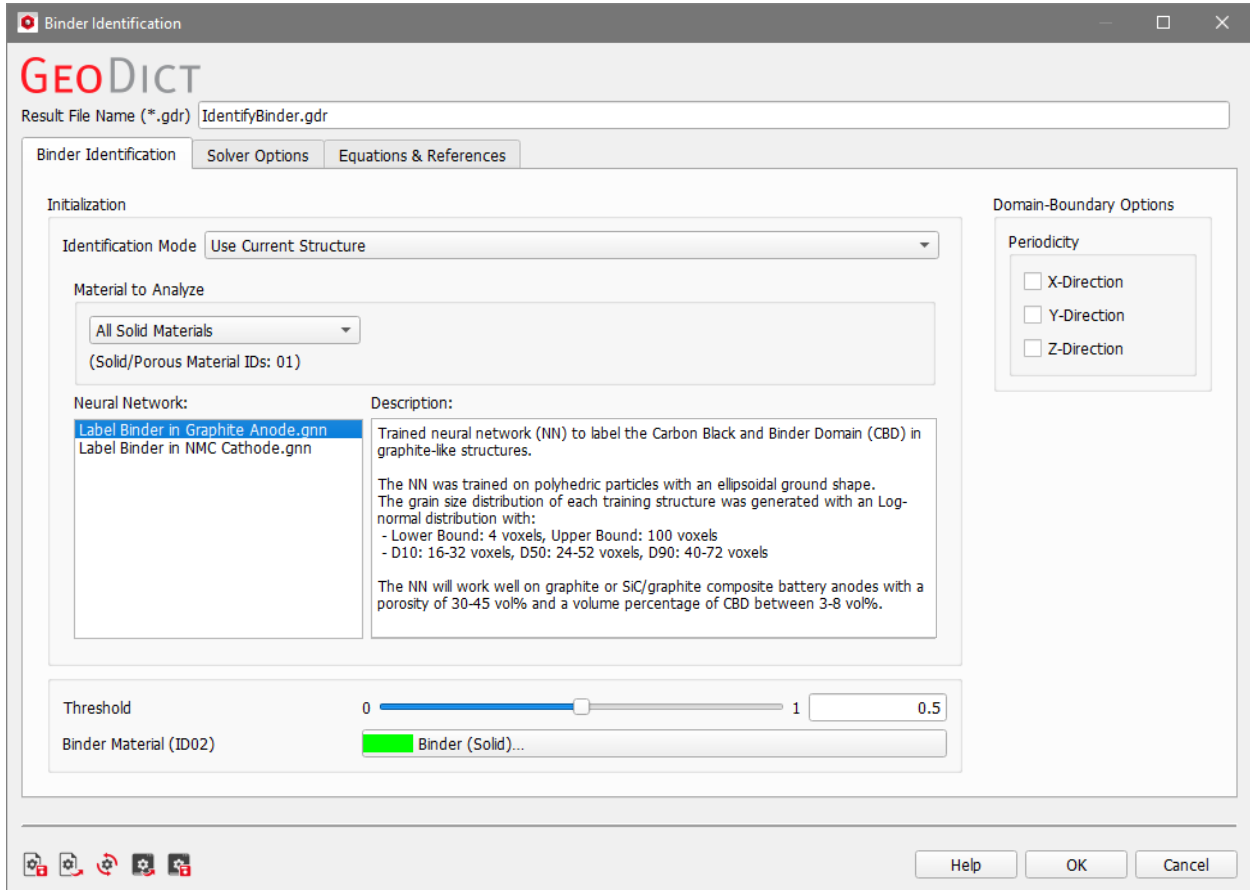 Binder Identification
GEODICT
Result File Name (*.gdr) IdentifyBinder.gdr
Binder Identification Solver Options Equations & References
Initialization
Identification Mode Use Current Structure
Material to Analyze
All Solid Materials
(Solid/Porous Material IDs: 01)
Neural Network:
Label Binder in Graphite Anode.gnn
Label Binder in NMC Cathode.gnn
Description:
Trained neural network (NN) to label the Carbon Black and Binder Domain (CBD) in
graphite-like structures.
The NN was trained on polyhedric particles with an ellipsoidal ground shape.
The grain size distribution of each training structure was generated with an Log-
normal distribution with:
- Lower Bound: 4 voxels, Upper Bound: 100 voxels
- D10: 16-32 voxels, D50: 24-52 voxels, D90: 40-72 voxels
The NN will work well on graphite or SiC/graphite composite battery anodes with a
porosity of 30-45 vol% and a volume percentage of CBD between 3-8 vol%.
Threshold 0 1 0.5
Binder Material (ID02) Binder (Solid)...
Domain-Boundary Options
Periodicity
X-Direction
Y-Direction
Z-Direction
Help OK Cancel